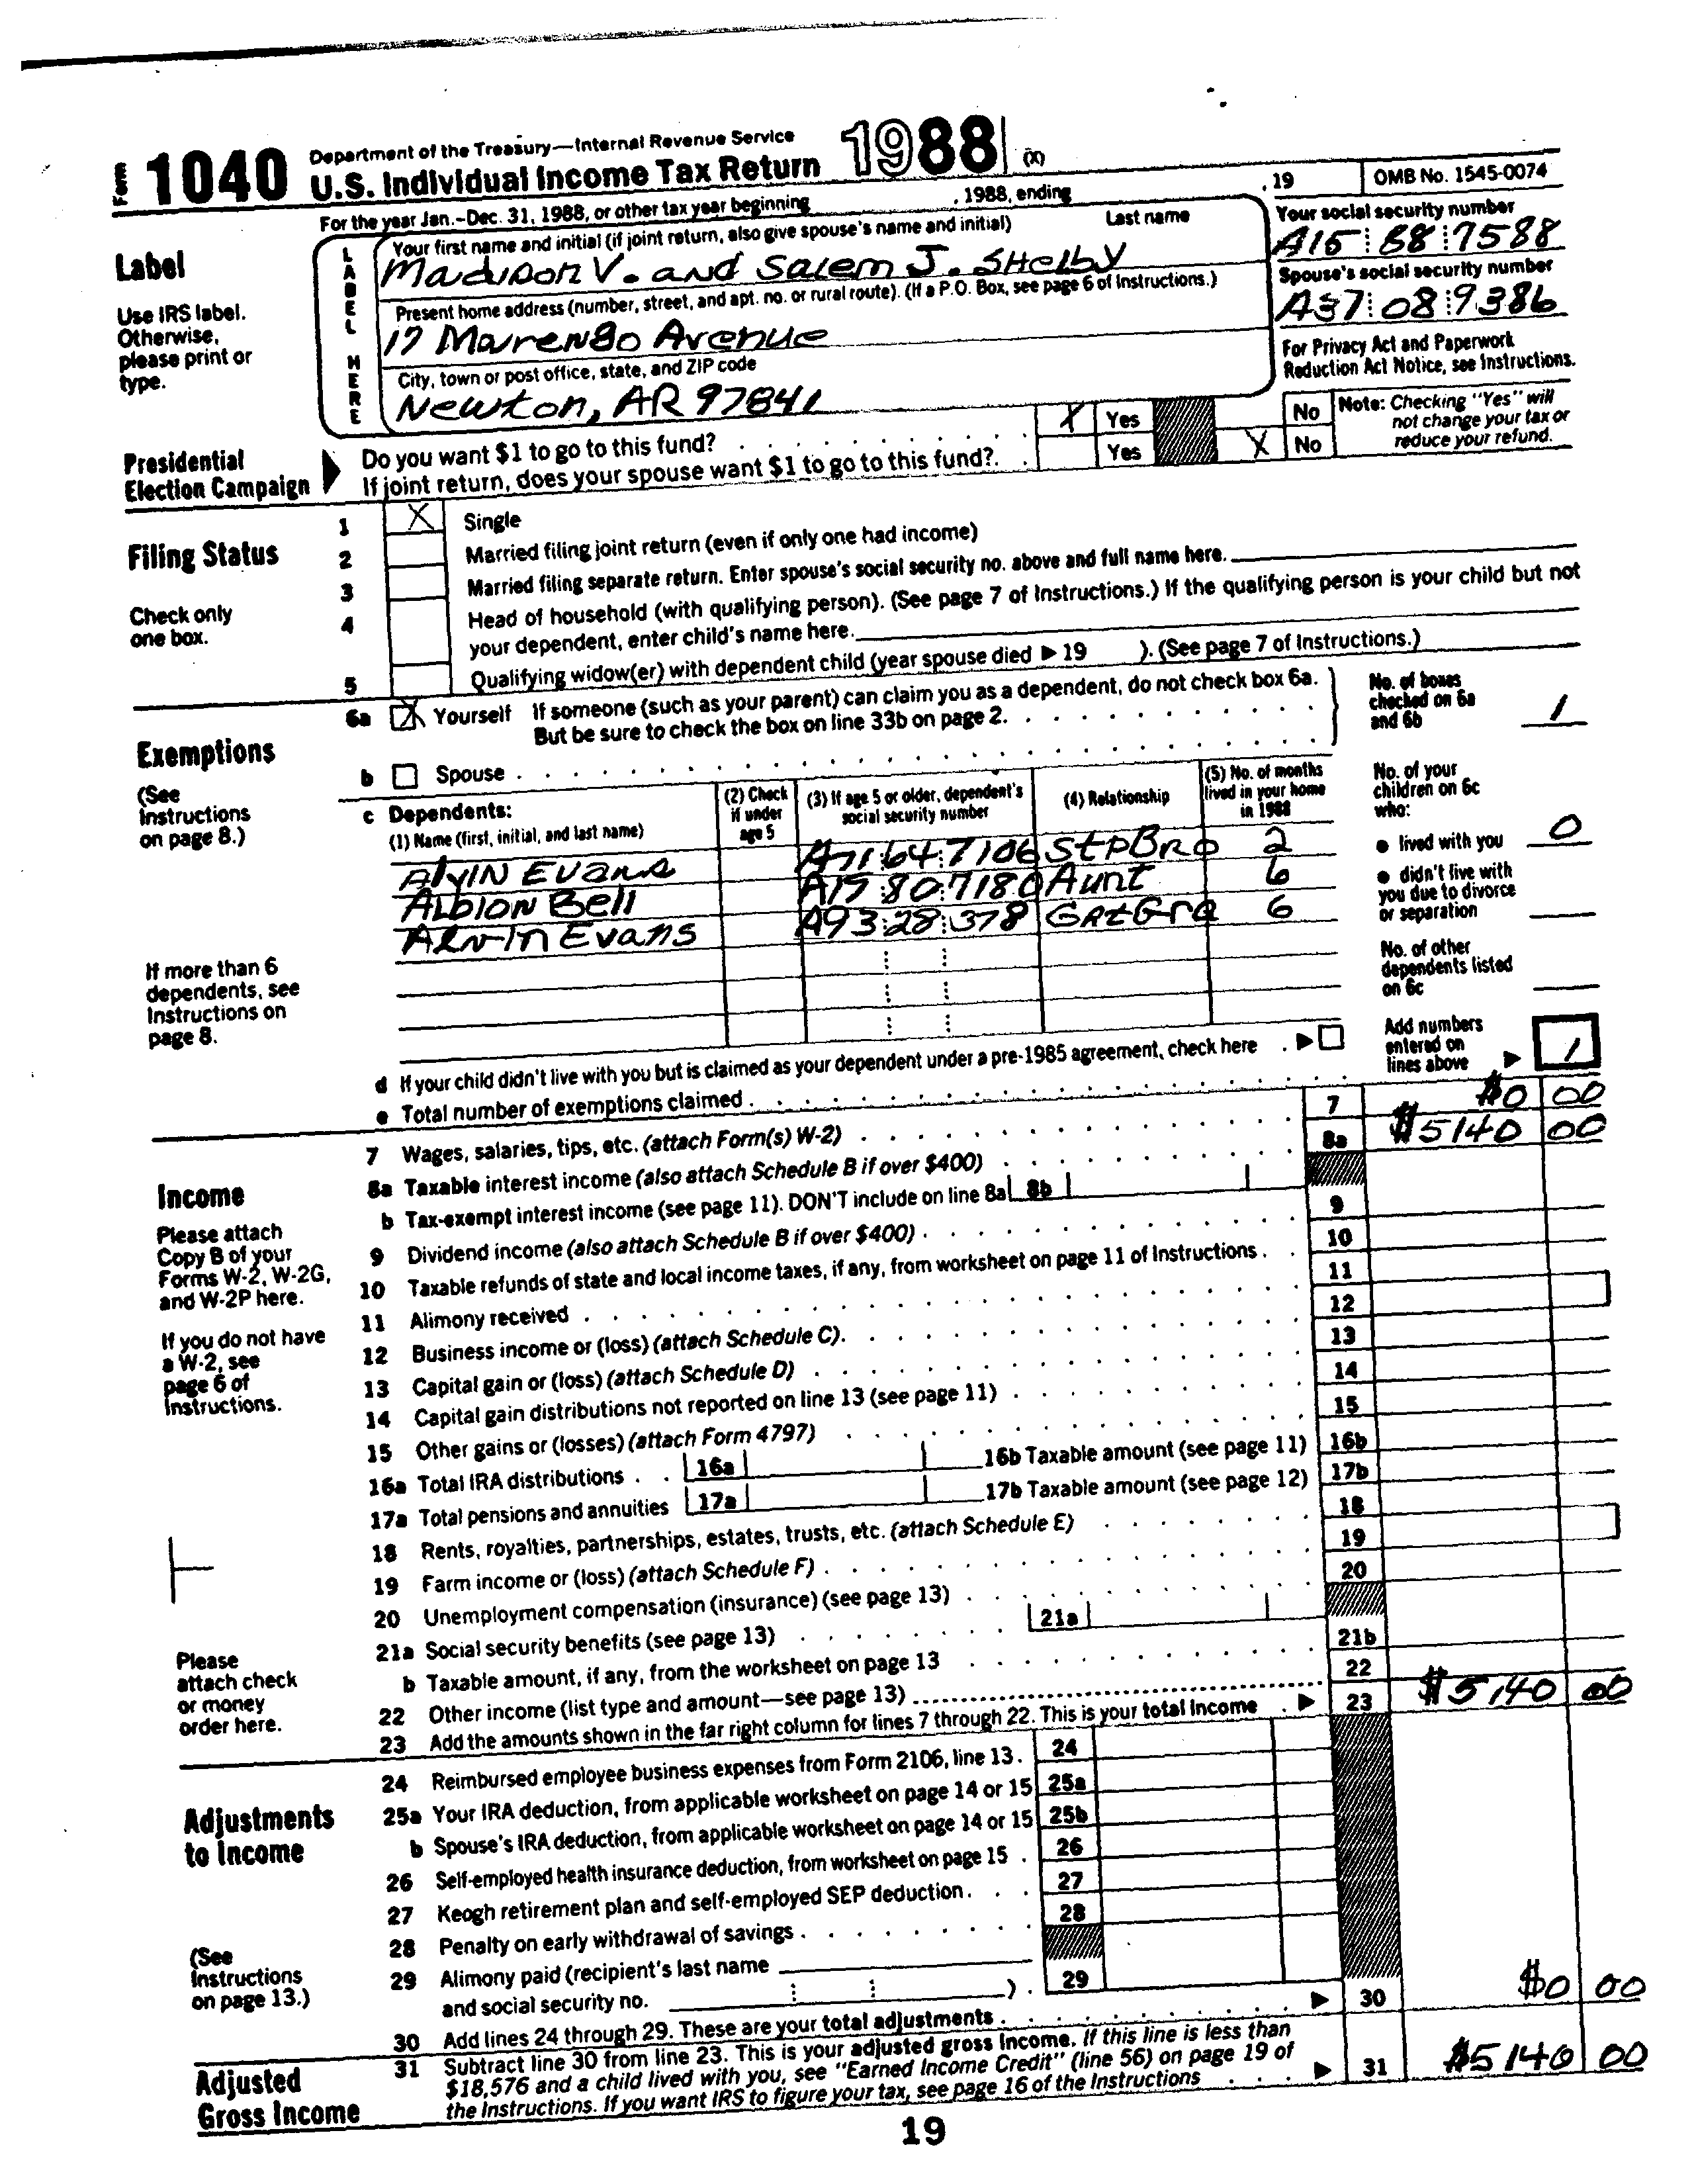 Form 1040 Department of the Treasury—Internal Revenue Service
U.S. Individual Income Tax Return 1988 (X)
For the year Jan.–Dec. 31, 1988, or other tax year beginning , 1988, ending , 19 OMB No. 1545-0074
Label
Use IRS label. Otherwise, please print or type.
LABEL HERE
Your first name and initial (if joint return, also give spouse's name and initial) Last name
Madison V. and Salem J. SHelby
Your social security number
A15 88 7588
Present home address (number, street, and apt. no. or rural route). (If a P.O. Box, see page 6 of Instructions.)
17 Marengo Avenue
Spouse's social security number
A37 08 9386
City, town or post office, state, and ZIP code
Newton, AR 97841
For Privacy Act and Paperwork Reduction Act Notice, see Instructions.
Presidential Election Campaign
Do you want $1 to go to this fund? X Yes No
If joint return, does your spouse want $1 to go to this fund? Yes X No
Note: Checking "Yes" will not change your tax or reduce your refund.
Filing Status
Check only one box.
1 X Single
2 Married filing joint return (even if only one had income)
3 Married filing separate return. Enter spouse's social security no. above and full name here.
4 Head of household (with qualifying person). (See page 7 of Instructions.) If the qualifying person is your child but not
your dependent, enter child's name here.
5 Qualifying widow(er) with dependent child (year spouse died ▶ 19 ). (See page 7 of Instructions.)
Exemptions
(See Instructions on page 8.)
6a X Yourself If someone (such as your parent) can claim you as a dependent, do not check box 6a.
But be sure to check the box on line 33b on page 2.
b Spouse
No. of boxes checked on 6a and 6b 1
c Dependents:
(1) Name (first, initial, and last name) (2) Check if under age 5 (3) If age 5 or older, dependent's social security number (4) Relationship (5) No. of months lived in your home in 1988
Alvin Evans A71 64 7106 StpBro 2
Albion Bell A17 80 7180 Aunt 6
Alvin Evans A93 28 1378 GrtGra 6
No. of your children on 6c who:
● lived with you 0
● didn't live with you due to divorce or separation
No. of other dependents listed on 6c
If more than 6 dependents, see Instructions on page 8.
d If your child didn't live with you but is claimed as your dependent under a pre-1985 agreement, check here ▶
e Total number of exemptions claimed
Add numbers entered on lines above ▶ 1
Income
Please attach Copy B of your Forms W-2, W-2G, and W-2P here.
If you do not have a W-2, see page 6 of Instructions.
Please attach check or money order here.
7 Wages, salaries, tips, etc. (attach Form(s) W-2) 7 $0 00
8a Taxable interest income (also attach Schedule B if over $400) 8a $5140 00
b Tax-exempt interest income (see page 11). DON'T include on line 8a 8b
9 Dividend income (also attach Schedule B if over $400) 9
10 Taxable refunds of state and local income taxes, if any, from worksheet on page 11 of Instructions 10
11 Alimony received 11
12 Business income or (loss) (attach Schedule C) 12
13 Capital gain or (loss) (attach Schedule D) 13
14 Capital gain distributions not reported on line 13 (see page 11) 14
15 Other gains or (losses) (attach Form 4797) 15
16a Total IRA distributions 16a 16b Taxable amount (see page 11) 16b
17a Total pensions and annuities 17a 17b Taxable amount (see page 12) 17b
18 Rents, royalties, partnerships, estates, trusts, etc. (attach Schedule E) 18
19 Farm income or (loss) (attach Schedule F) 19
20 Unemployment compensation (insurance) (see page 13) 20
21a Social security benefits (see page 13) 21a
b Taxable amount, if any, from the worksheet on page 13 21b
22 Other income (list type and amount—see page 13) 22
23 Add the amounts shown in the far right column for lines 7 through 22. This is your total income ▶ 23 $5140 00
Adjustments to Income
(See Instructions on page 13.)
24 Reimbursed employee business expenses from Form 2106, line 13 24
25a Your IRA deduction, from applicable worksheet on page 14 or 15 25a
b Spouse's IRA deduction, from applicable worksheet on page 14 or 15 25b
26 Self-employed health insurance deduction, from worksheet on page 15 26
27 Keogh retirement plan and self-employed SEP deduction 27
28 Penalty on early withdrawal of savings 28
29 Alimony paid (recipient's last name
and social security no. ) 29
30 Add lines 24 through 29. These are your total adjustments ▶ 30 $0 00
Adjusted Gross Income
31 Subtract line 30 from line 23. This is your adjusted gross income. If this line is less than
$18,576 and a child lived with you, see "Earned Income Credit" (line 56) on page 19 of
the Instructions. If you want IRS to figure your tax, see page 16 of the Instructions ▶ 31 $5140 00
19